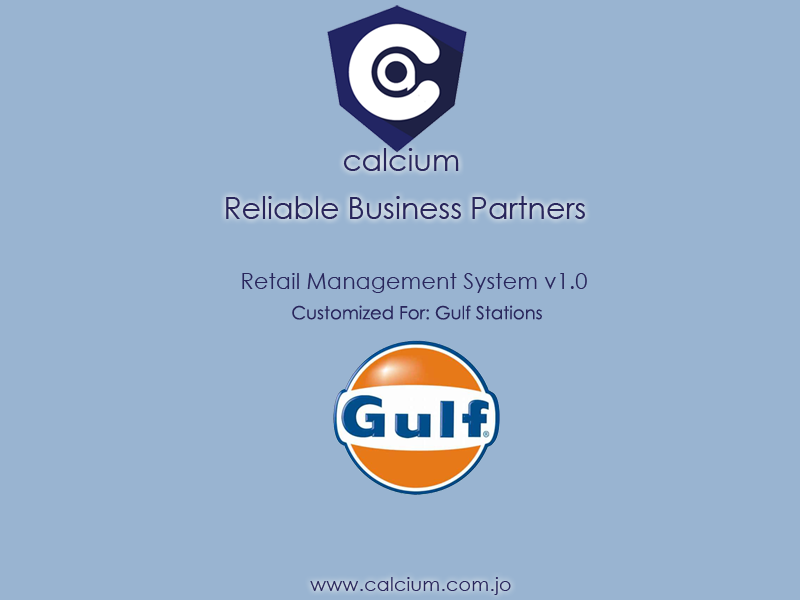 calcium
Reliable Business Partners
Retail Management System v1.0
Customized For: Gulf Stations
Gulf®
www.calcium.com.jo